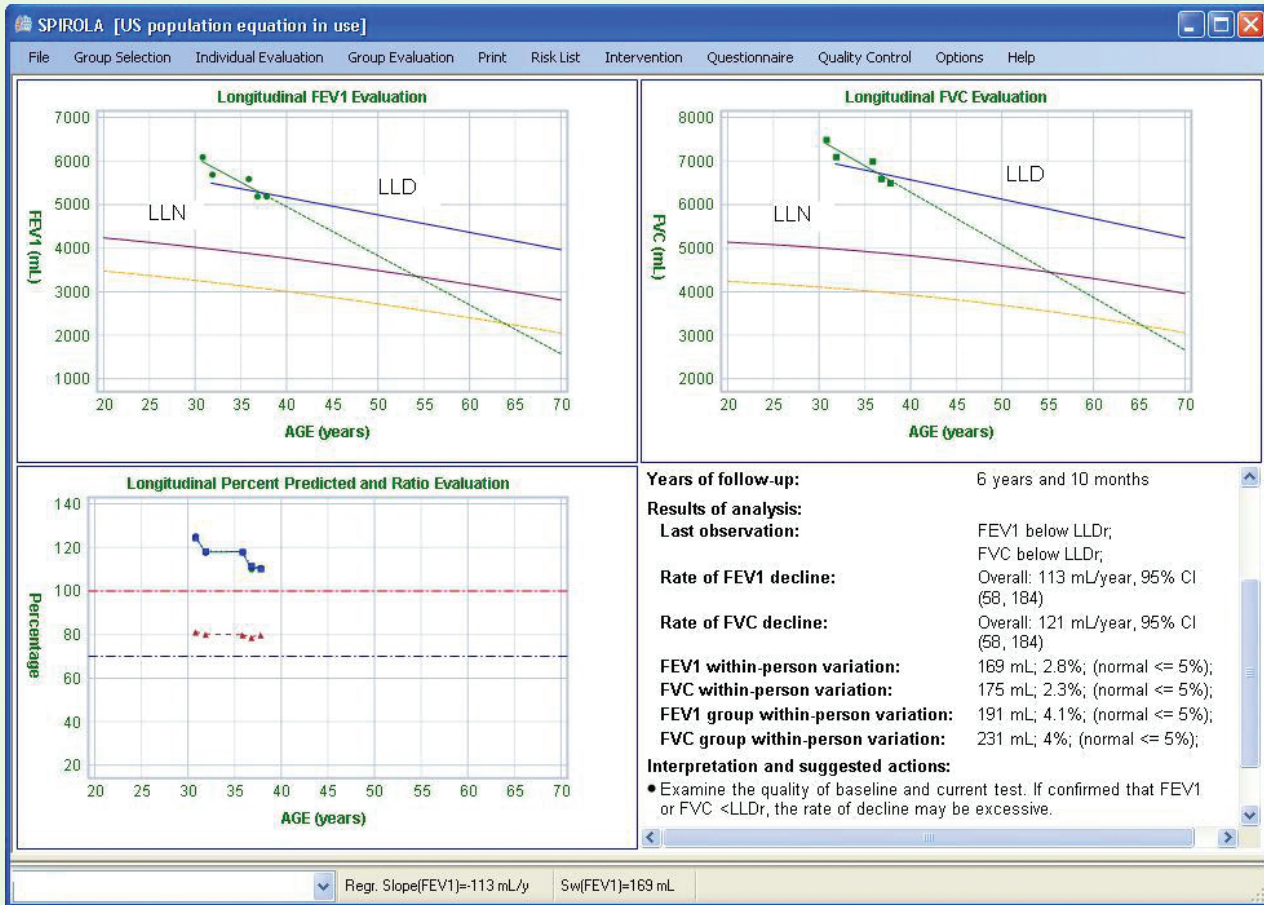 SPIROLA [US population equation in use]
File Group Selection Individual Evaluation Group Evaluation Print Risk List Intervention Questionnaire Quality Control Options Help
Longitudinal FEV1 Evaluation
FEV1 (mL)
7000
6000
5000
4000
3000
2000
1000
LLD
LLN
20 25 30 35 40 45 50 55 60 65 70
AGE (years)
Longitudinal FVC Evaluation
FVC (mL)
8000
7000
6000
5000
4000
3000
2000
LLD
LLN
20 25 30 35 40 45 50 55 60 65 70
AGE (years)
Longitudinal Percent Predicted and Ratio Evaluation
Percentage
140
120
100
80
60
40
20
20 25 30 35 40 45 50 55 60 65 70
AGE (years)
Years of follow-up: 6 years and 10 months
Results of analysis:
Last observation: FEV1 below LLDr;
FVC below LLDr;
Rate of FEV1 decline: Overall: 113 mL/year, 95% CI
(58, 184)
Rate of FVC decline: Overall: 121 mL/year, 95% CI
(58, 184)
FEV1 within-person variation: 169 mL; 2.8%; (normal <= 5%);
FVC within-person variation: 175 mL; 2.3%; (normal <= 5%);
FEV1 group within-person variation: 191 mL; 4.1%; (normal <= 5%);
FVC group within-person variation: 231 mL; 4%; (normal <= 5%);
Interpretation and suggested actions:
• Examine the quality of baseline and current test. If confirmed that FEV1
or FVC <LLDr, the rate of decline may be excessive.
Regr. Slope(FEV1)=-113 mL/y Sw(FEV1)=169 mL